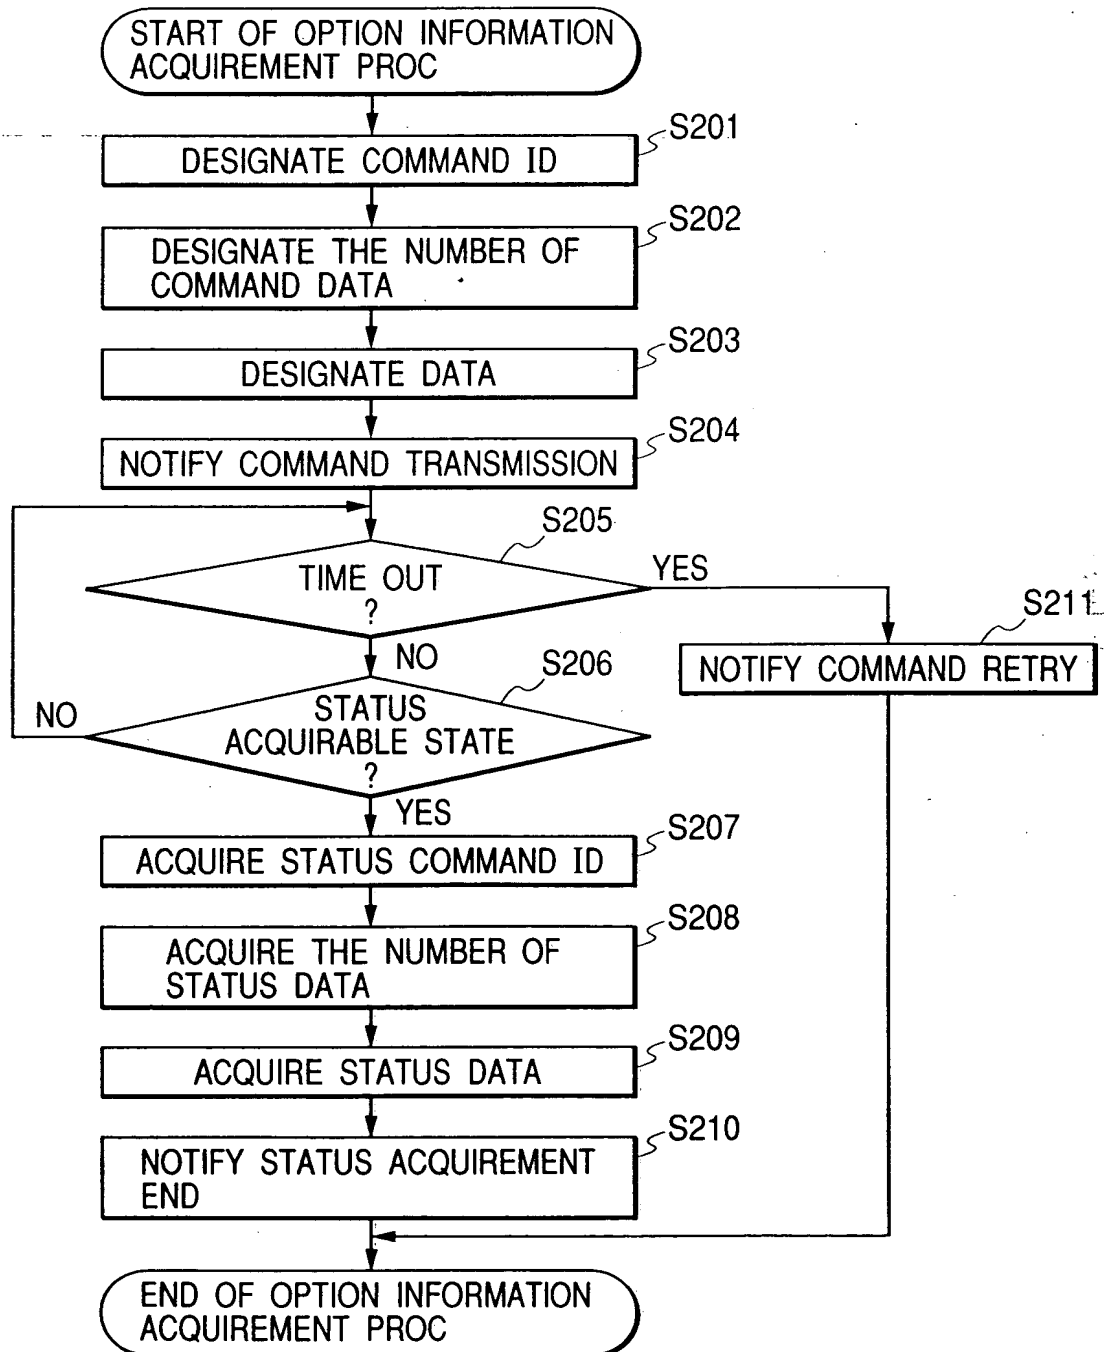 START OF OPTION INFORMATION
ACQUIREMENT PROC
S201
DESIGNATE COMMAND ID
S202
DESIGNATE THE NUMBER OF
COMMAND DATA
S203
DESIGNATE DATA
S204
NOTIFY COMMAND TRANSMISSION
S205
TIME OUT
?
YES
S211
NOTIFY COMMAND RETRY
NO
S206
STATUS
ACQUIRABLE STATE
?
NO
YES
S207
ACQUIRE STATUS COMMAND ID
S208
ACQUIRE THE NUMBER OF
STATUS DATA
S209
ACQUIRE STATUS DATA
S210
NOTIFY STATUS ACQUIREMENT
END
END OF OPTION INFORMATION
ACQUIREMENT PROC